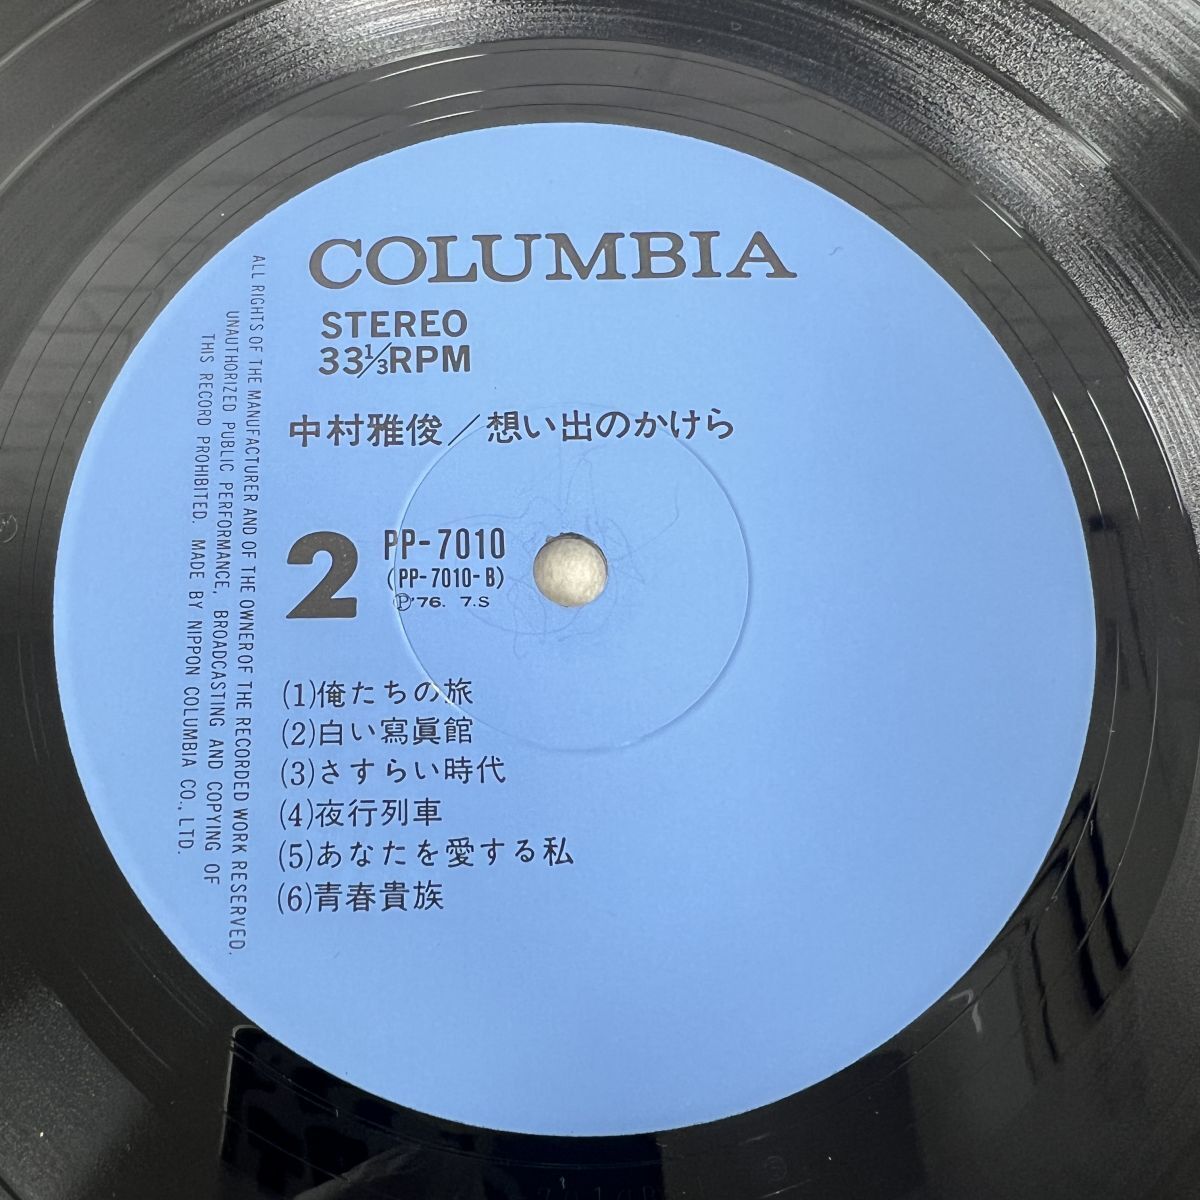 COLUMBIA
STEREO
33 1/3 RPM
中村雅俊／想い出のかけら
2
PP-7010
(PP-7010-B)
Ⓟ'76. 7.S
(1)俺たちの旅
(2)白い寫眞館
(3)さすらい時代
(4)夜行列車
(5)あなたを愛する私
(6)青春貴族
ALL RIGHTS OF THE MANUFACTURER AND OF THE OWNER OF THE RECORDED WORK RESERVED.
UNAUTHORIZED PUBLIC PERFORMANCE, BROADCASTING AND COPYING OF
THIS RECORD PROHIBITED. MADE BY NIPPON COLUMBIA CO., LTD.